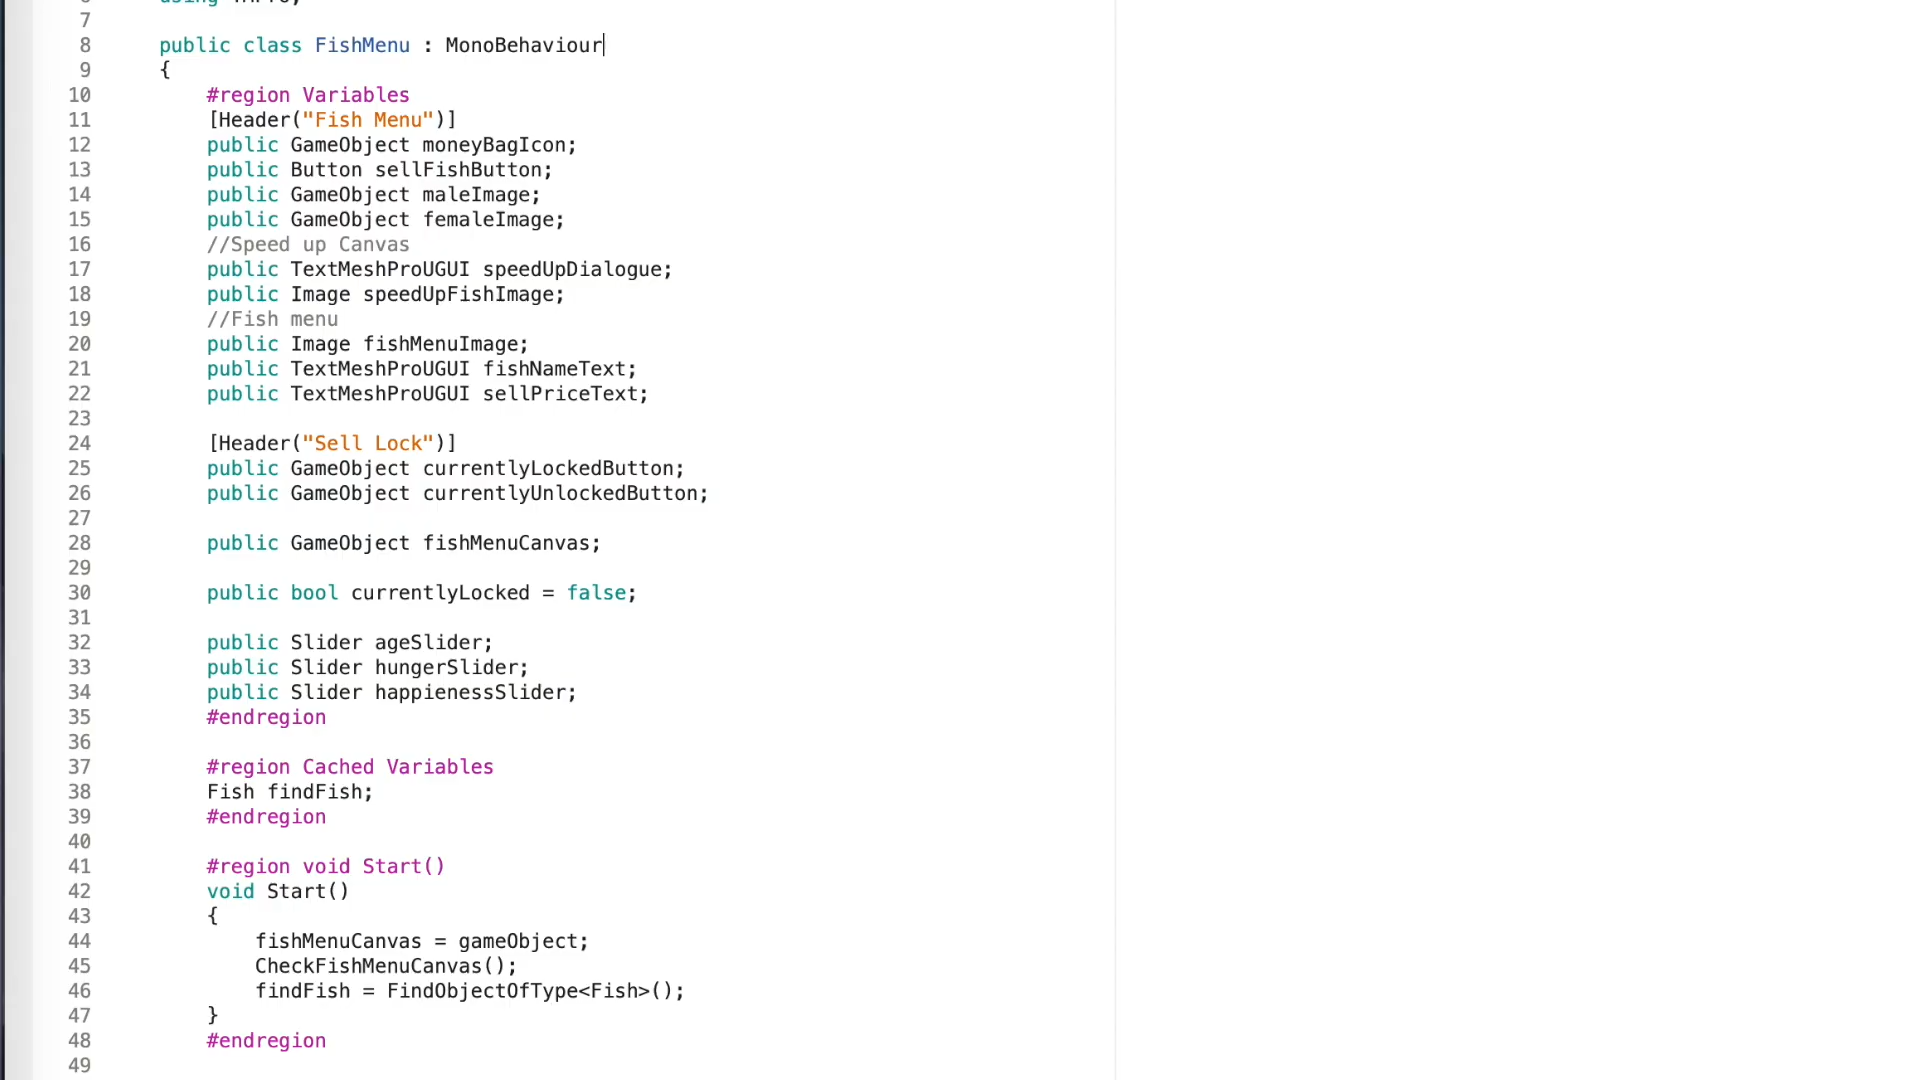 7
8 public class FishMenu : MonoBehaviour
9 {
10 #region Variables
11 [Header("Fish Menu")]
12 public GameObject moneyBagIcon;
13 public Button sellFishButton;
14 public GameObject maleImage;
15 public GameObject femaleImage;
16 //Speed up Canvas
17 public TextMeshProUGUI speedUpDialogue;
18 public Image speedUpFishImage;
19 //Fish menu
20 public Image fishMenuImage;
21 public TextMeshProUGUI fishNameText;
22 public TextMeshProUGUI sellPriceText;
23
24 [Header("Sell Lock")]
25 public GameObject currentlyLockedButton;
26 public GameObject currentlyUnlockedButton;
27
28 public GameObject fishMenuCanvas;
29
30 public bool currentlyLocked = false;
31
32 public Slider ageSlider;
33 public Slider hungerSlider;
34 public Slider happienessSlider;
35 #endregion
36
37 #region Cached Variables
38 Fish findFish;
39 #endregion
40
41 #region void Start()
42 void Start()
43 {
44 fishMenuCanvas = gameObject;
45 CheckFishMenuCanvas();
46 findFish = FindObjectOfType<Fish>();
47 }
48 #endregion
49